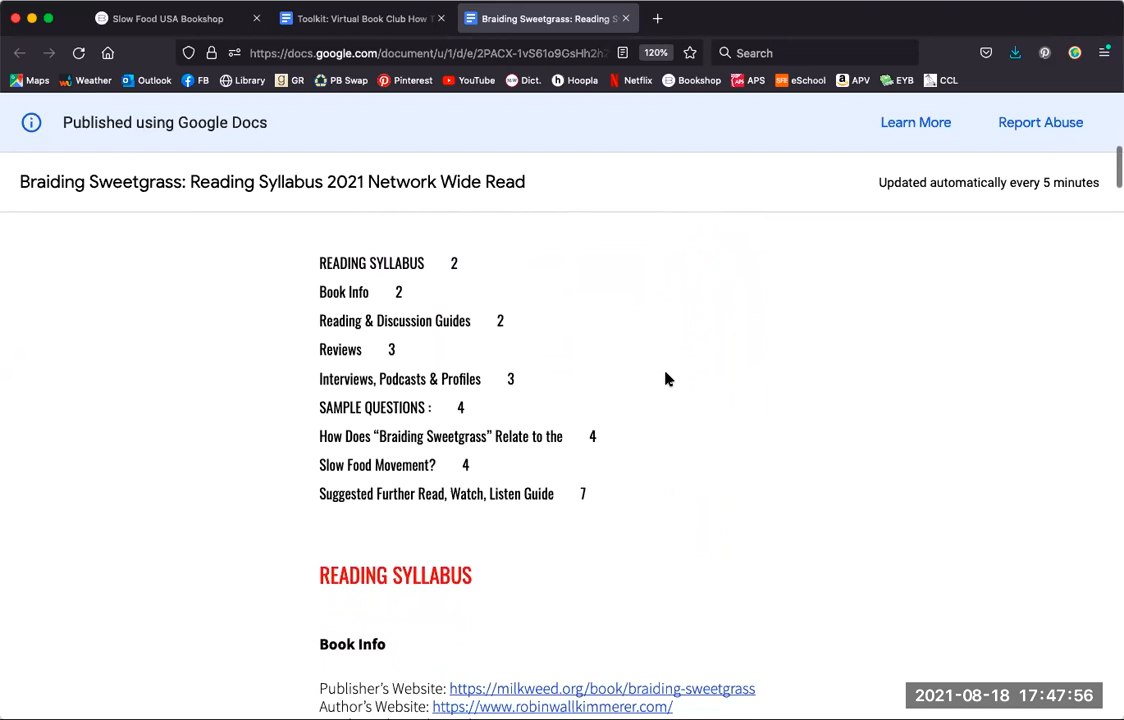 Slow Food USA Bookshop
Toolkit: Virtual Book Club How T
Braiding Sweetgrass: Reading S
https://docs.google.com/document/u/1/d/e/2PACX-1vS61o9GsHh2h7
120%
Search
Maps Weather Outlook FB Library GR PB Swap Pinterest YouTube Dict. Hoopla Netflix Bookshop APS eSchool APV EYB CCL
Published using Google Docs
Learn More
Report Abuse
Braiding Sweetgrass: Reading Syllabus 2021 Network Wide Read
Updated automatically every 5 minutes
READING SYLLABUS 2
Book Info 2
Reading & Discussion Guides 2
Reviews 3
Interviews, Podcasts & Profiles 3
SAMPLE QUESTIONS : 4
How Does “Braiding Sweetgrass” Relate to the 4
Slow Food Movement? 4
Suggested Further Read, Watch, Listen Guide 7
READING SYLLABUS
Book Info
Publisher’s Website: https://milkweed.org/book/braiding-sweetgrass
Author’s Website: https://www.robinwallkimmerer.com/
2021-08-18 17:47:56